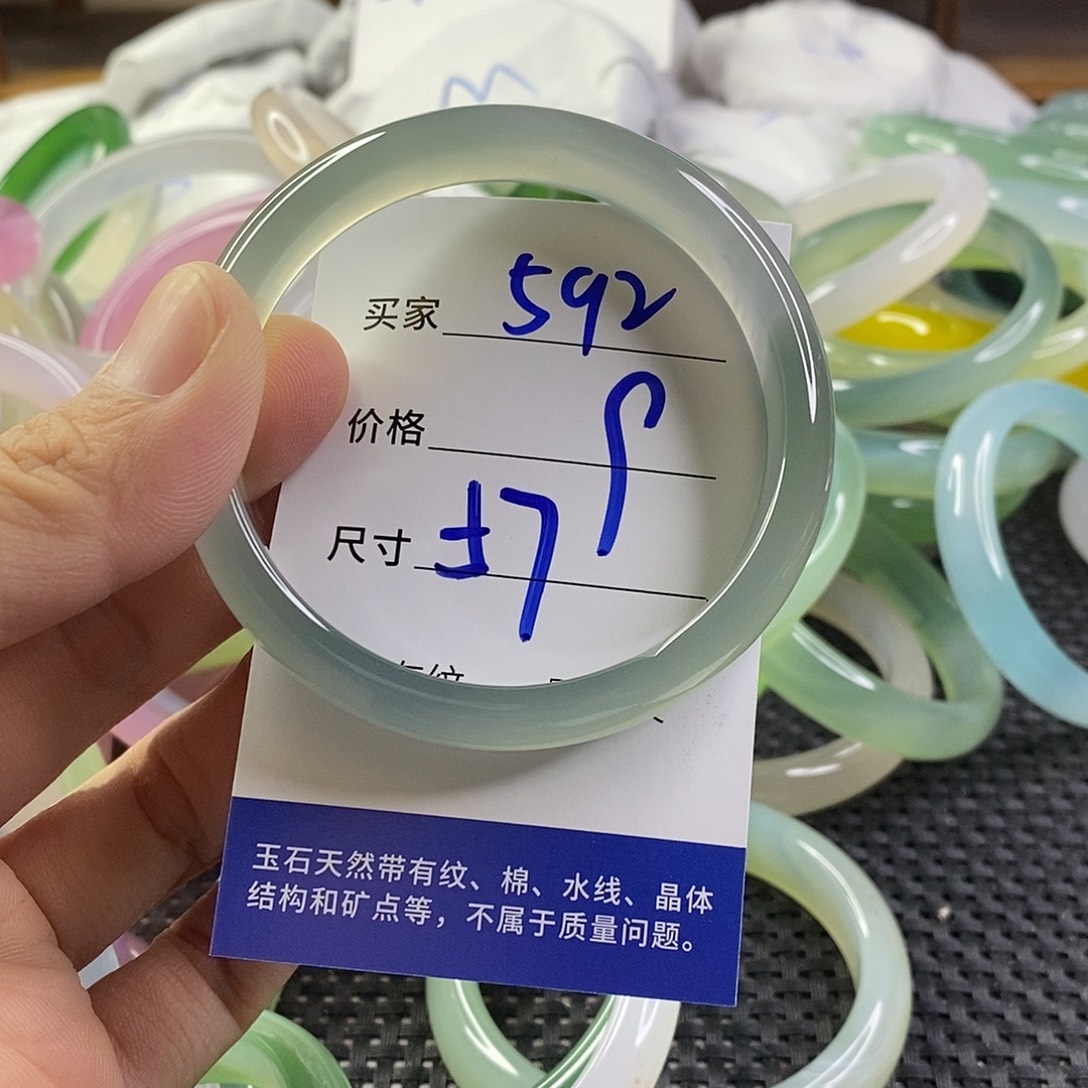 买家 592
价格
尺寸 57
玉石天然带有纹、棉、水线、晶体
结构和矿点等，不属于质量问题。